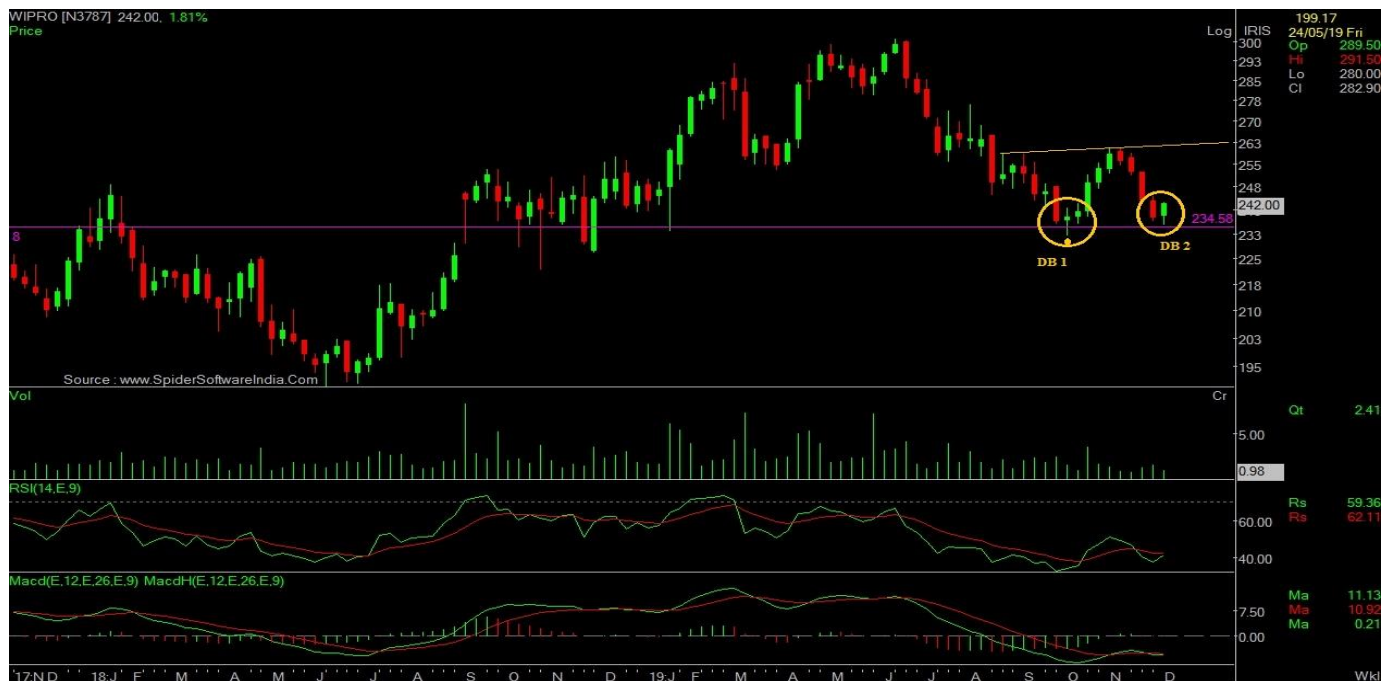 WIPRO [N3787] 242.00, 1.81%
Price
Log
IRIS
199.17
24/05/19 Fri
Op 289.50
Hi 291.50
Lo 280.00
Cl 282.90
300
293
285
278
270
263
255
248
242.00
234.58
233
225
218
210
203
195
8
DB 1
DB 2
Source : www.SpiderSoftwareIndia.Com
Vol
Cr
Qt 2.41
5.00
0.98
RSI(14,E,9)
60.00
40.00
Rs 59.36
Rs 62.11
Macd(E,12,E,26,E,9) MacdH(E,12,E,26,E,9)
7.50
0.00
Ma 11.13
Ma 10.92
Ma 0.21
17:N D 18:J F M A M J J A S O N D 19:J F M A M J J A S O N D Wkl